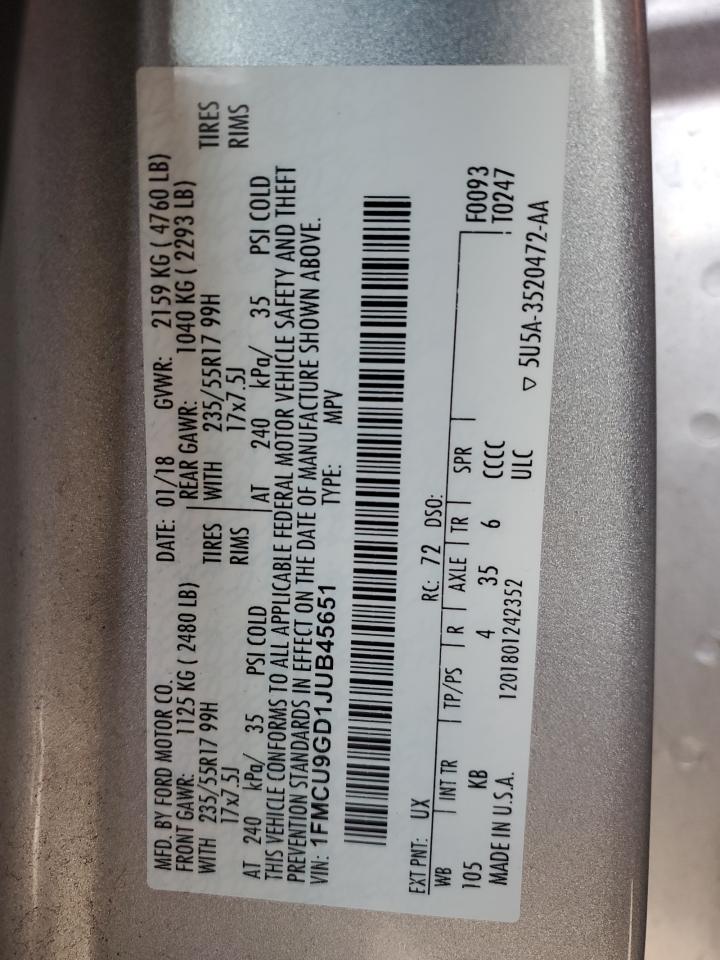 MFD. BY FORD MOTOR CO. DATE: 01/18 GVWR: 2159 KG ( 4760 LB)
FRONT GAWR: 1125 KG ( 2480 LB) REAR GAWR: 1040 KG ( 2293 LB)
WITH 235/55R17 99H TIRES WITH 235/55R17 99H TIRES
17x7.5J RIMS 17x7.5J RIMS
AT 240 kPa/ 35 PSI COLD AT 240 kPa/ 35 PSI COLD
THIS VEHICLE CONFORMS TO ALL APPLICABLE FEDERAL MOTOR VEHICLE SAFETY AND THEFT
PREVENTION STANDARDS IN EFFECT ON THE DATE OF MANUFACTURE SHOWN ABOVE.
VIN: 1FMCU9GD1JUB45651 TYPE: MPV
EXT PNT: UX RC: 72 DSO:
WB INT TR TP/PS R AXLE TR SPR F0093
105 KB 4 35 6 CCCC T0247
MADE IN U.S.A. 1201801242352 ULC ▽ 5U5A-3520472-AA